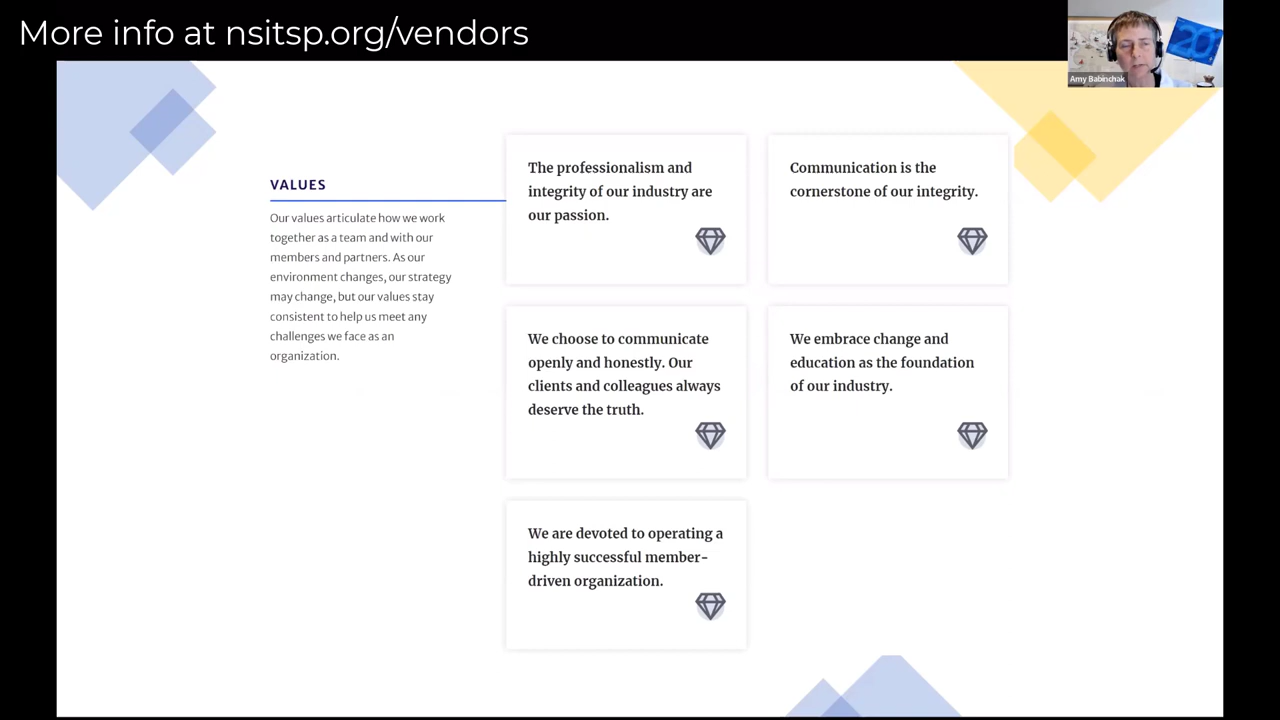 More info at nsitsp.org/vendors
Amy Babinchak
VALUES
Our values articulate how we work
together as a team and with our
members and partners. As our
environment changes, our strategy
may change, but our values stay
consistent to help us meet any
challenges we face as an
organization.
The professionalism and
integrity of our industry are
our passion.
Communication is the
cornerstone of our integrity.
We choose to communicate
openly and honestly. Our
clients and colleagues always
deserve the truth.
We embrace change and
education as the foundation
of our industry.
We are devoted to operating a
highly successful member-
driven organization.
20